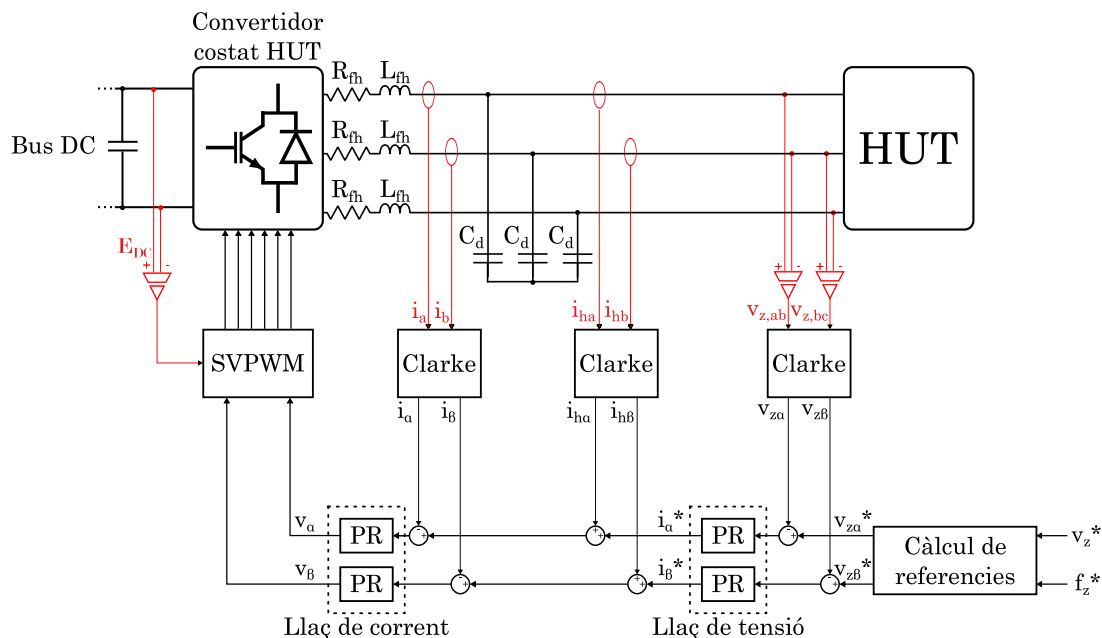 Convertidor
costat HUT
R_fh L_fh
R_fh L_fh
R_fh L_fh
Bus DC
HUT
C_d C_d C_d
E_DC
+ -
+ - + -
i_a i_b
i_ha i_hb
v_z,ab v_z,bc
SVPWM
Clarke
Clarke
Clarke
i_α i_β
i_hα i_hβ
v_zα v_zβ
v_α
PR
-
+
+
+
i_α*
PR
-
+
v_zα*
Càlcul de
referencies
v_z*
v_β
PR
-
+
+
+
i_β*
PR
-
+
v_zβ*
f_z*
Llaç de corrent
Llaç de tensió